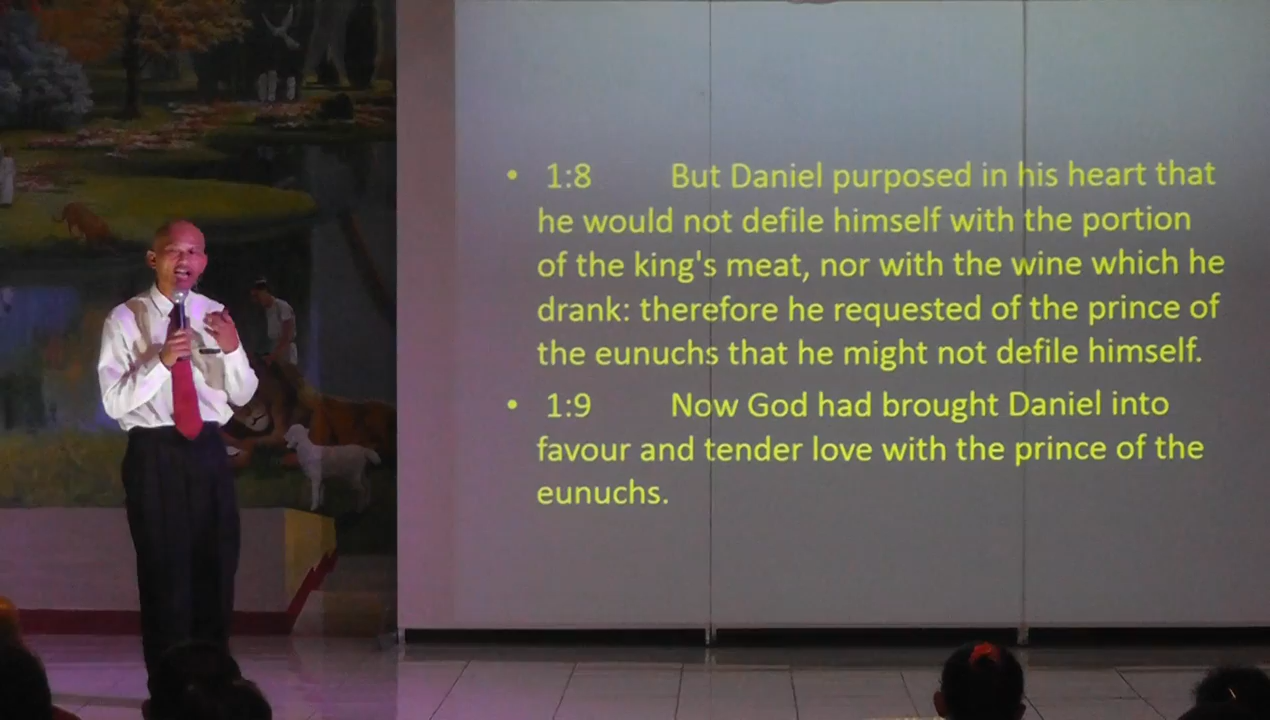 • 1:8 But Daniel purposed in his heart that
he would not defile himself with the portion
of the king's meat, nor with the wine which he
drank: therefore he requested of the prince of
the eunuchs that he might not defile himself.
• 1:9 Now God had brought Daniel into
favour and tender love with the prince of the
eunuchs.